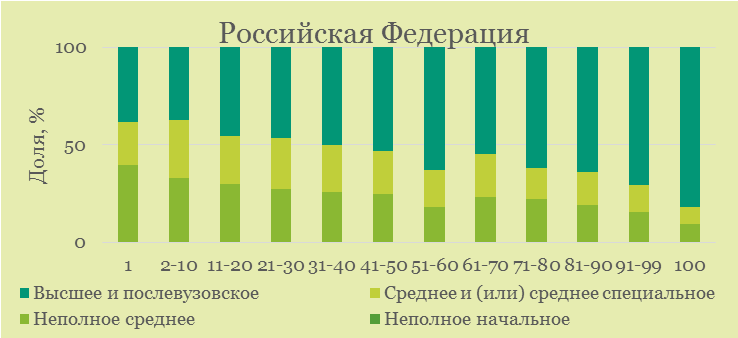 Российская Федерация
100
50
0
Доля, %
1 2-10 11-20 21-30 31-40 41-50 51-60 61-70 71-80 81-90 91-99 100
Высшее и послевузовское Среднее и (или) среднее специальное
Неполное среднее Неполное начальное